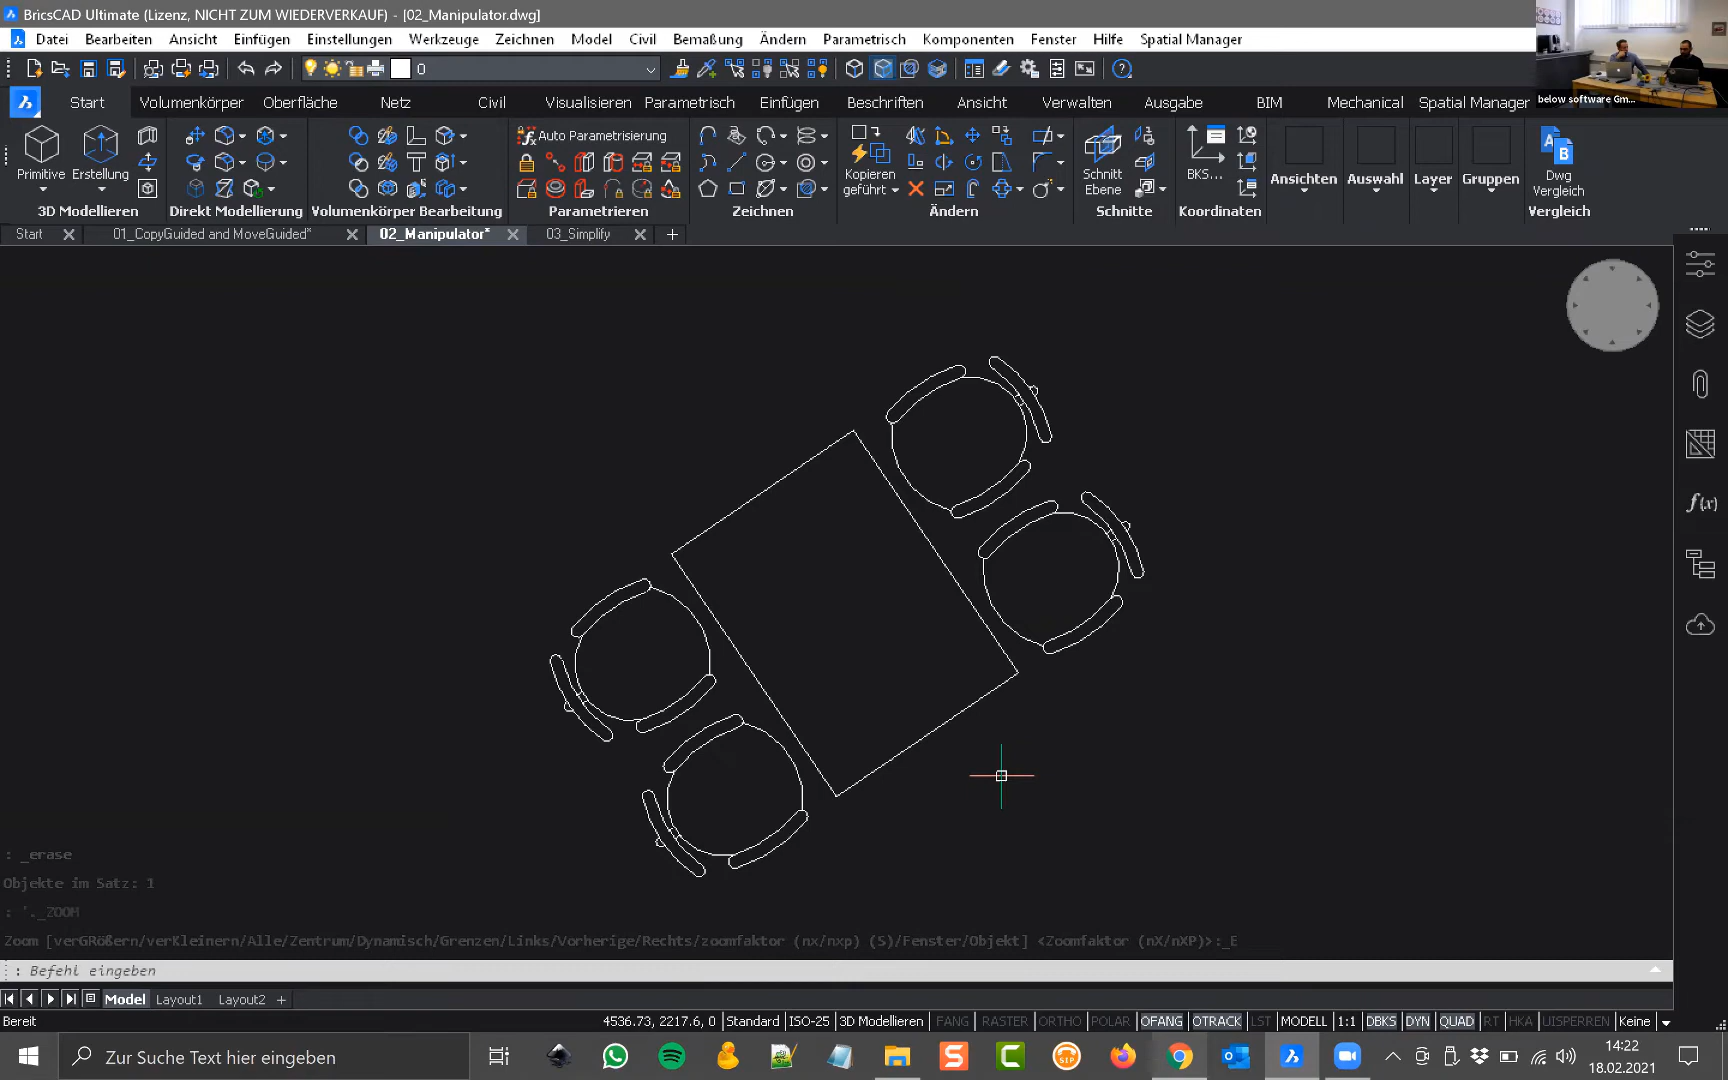 BricsCAD Ultimate (Lizenz, NICHT ZUM WIEDERVERKAUF) - [02_Manipulator.dwg]
Datei Bearbeiten Ansicht Einfügen Einstellungen Werkzeuge Zeichnen Model Civil Bemaßung Ändern Parametrisch Komponenten Fenster Hilfe Spatial Manager
0
below software Gm...
Start Volumenkörper Oberfläche Netz Civil Visualisieren Parametrisch Einfügen Beschriften Ansicht Verwalten Ausgabe BIM Mechanical Spatial Manager
Auto Parametrisierung
Primitive Erstellung Kopieren geführt Schnitt Ebene BKS... Ansichten Auswahl Layer Gruppen Dwg Vergleich
3D Modellieren Direkt Modellierung Volumenkörper Bearbeitung Parametrieren Zeichnen Ändern Schnitte Koordinaten Vergleich
Start 01_CopyGuided and MoveGuided* 02_Manipulator* 03_Simplify
f(x)
: _erase
Objekte im Satz: 1
: '._ZOOM
Zoom [verGRößern/verKleinern/Alle/Zentrum/Dynamisch/Grenzen/Links/Vorherige/Rechts/zoomfaktor (nx/nxp) (S)/Fenster/Objekt] <Zoomfaktor (nX/nXP)>:_E
: Befehl eingeben
Model Layout1 Layout2 +
Bereit 4536.73, 2217.6, 0 Standard ISO-25 3D Modellieren FANG RASTER ORTHO POLAR OFANG OTRACK LST MODELL 1:1 DBKS DYN QUAD RT HKA UISPERREN Keine
Zur Suche Text hier eingeben
14:22
18.02.2021